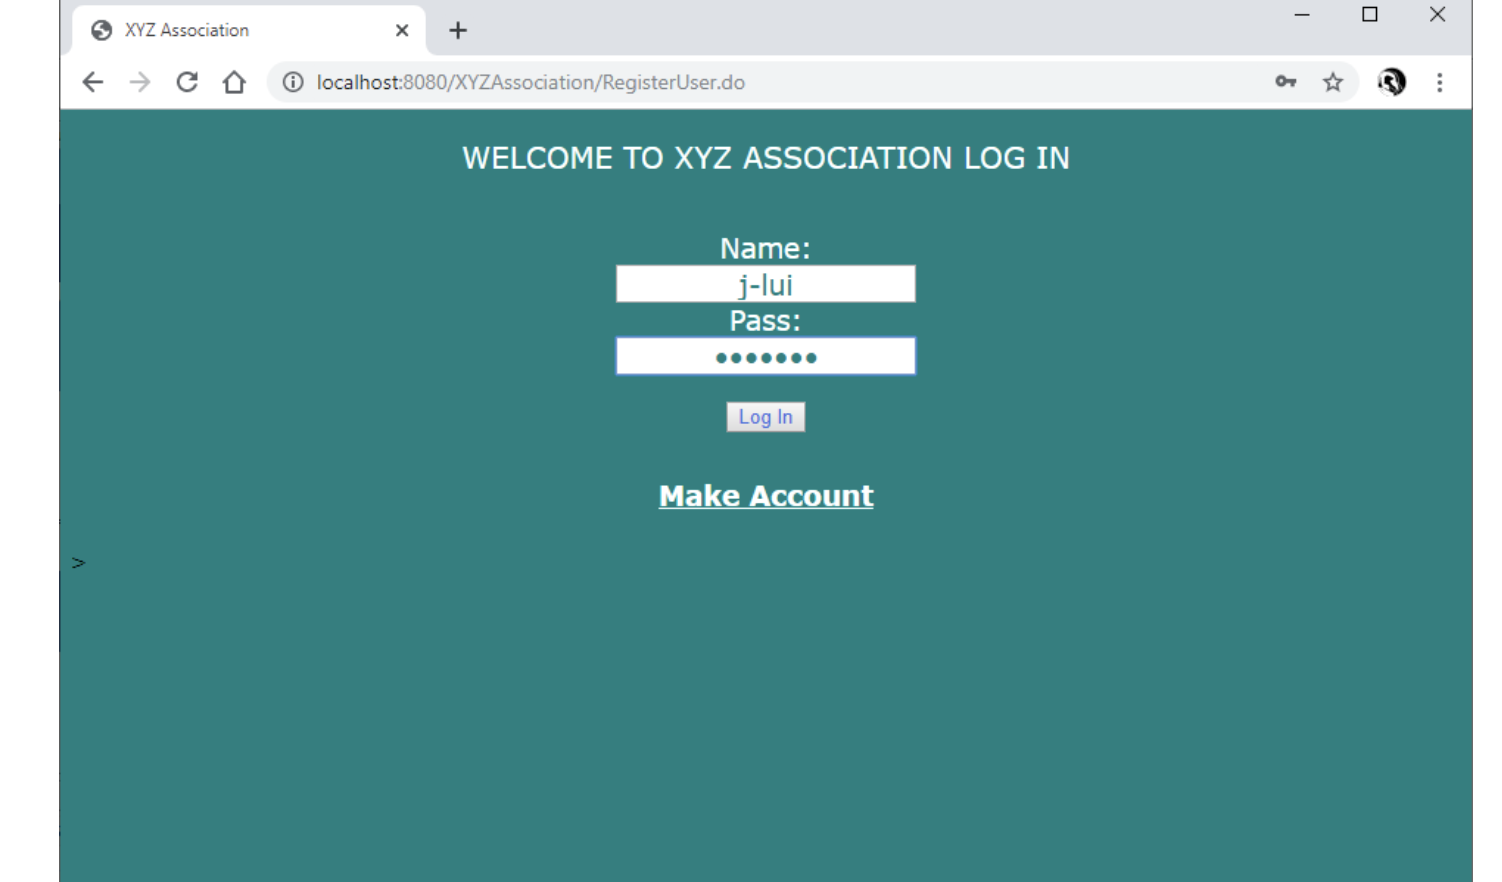 XYZ Association
localhost:8080/XYZAssociation/RegisterUser.do
WELCOME TO XYZ ASSOCIATION LOG IN
Name:
j-lui
Pass:
•••••••
Log In
Make Account
>